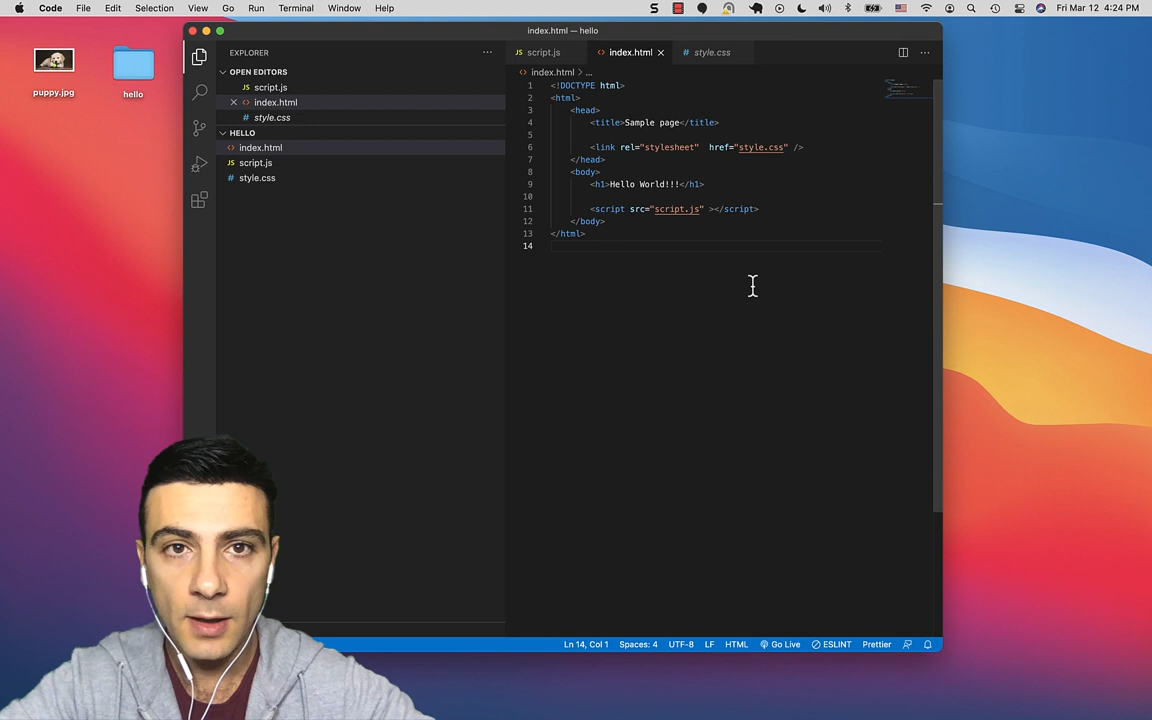 Code File Edit Selection View Go Run Terminal Window Help Fri Mar 12 4:24 PM
index.html — hello
puppy.jpg
hello
EXPLORER
OPEN EDITORS
script.js
index.html
style.css
HELLO
index.html
script.js
style.css
script.js index.html style.css
index.html > ...
1 <!DOCTYPE html>
2 <html>
3 <head>
4 <title>Sample page</title>
5
6 <link rel="stylesheet"  href="style.css" />
7 </head>
8 <body>
9 <h1>Hello World!!!</h1>
10
11 <script src="script.js" ></script>
12 </body>
13 </html>
14
Ln 14, Col 1 Spaces: 4 UTF-8 LF HTML Go Live ESLINT Prettier